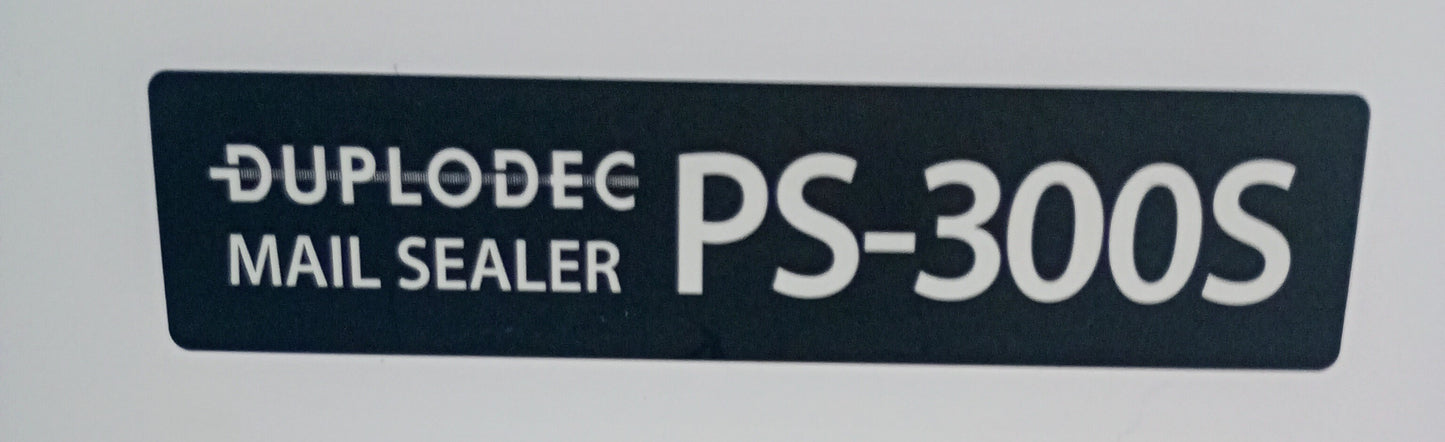 DUPLODEC
MAIL SEALER
PS-300S